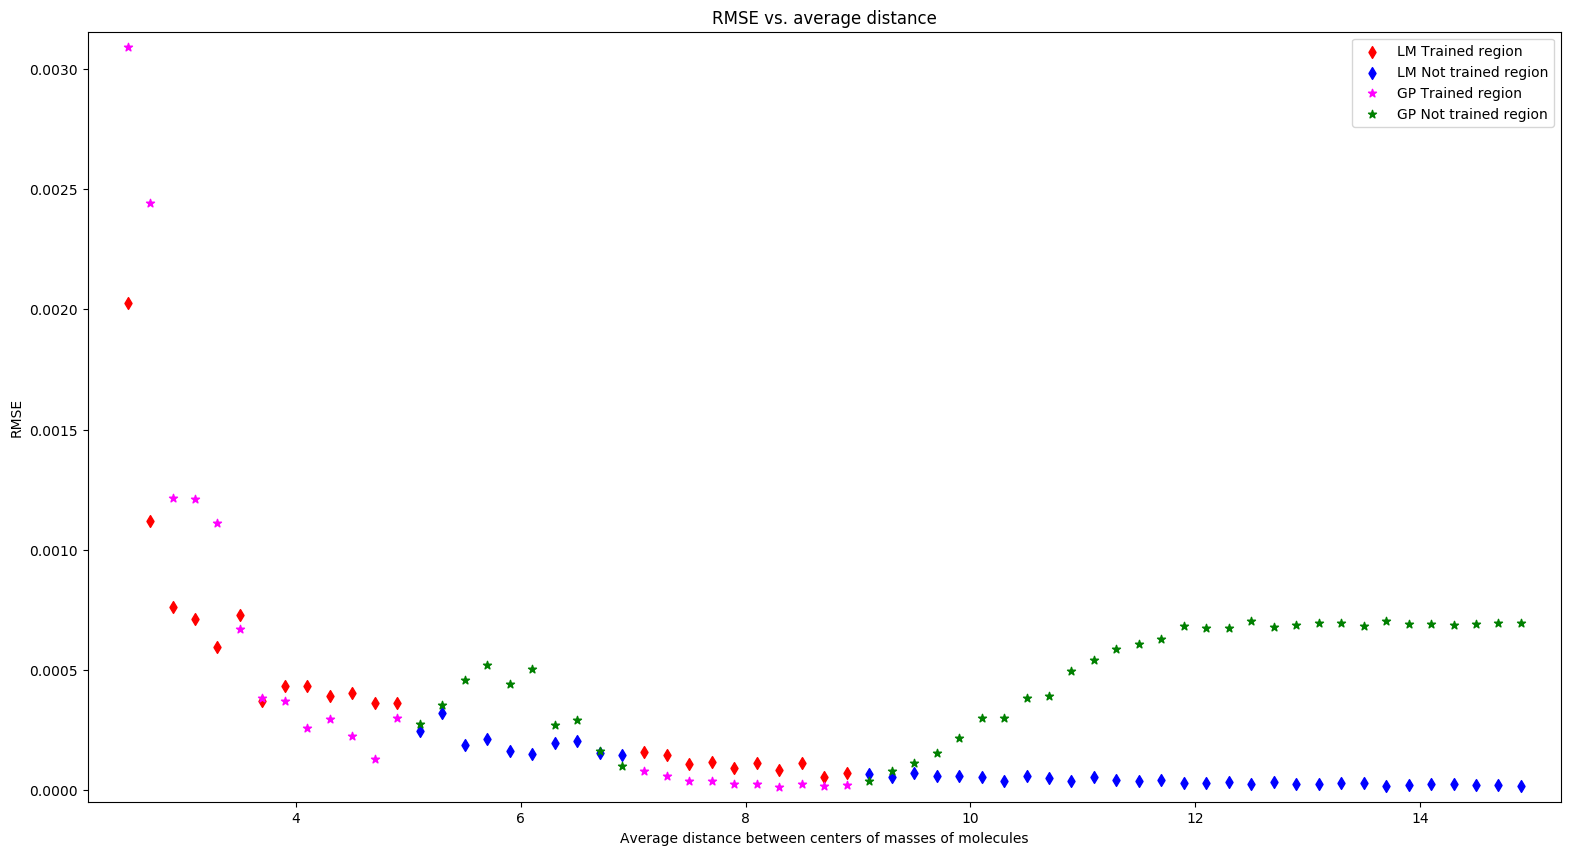 RMSE vs. average distance
LM Trained region
LM Not trained region
GP Trained region
GP Not trained region
0.0030
0.0025
0.0020
0.0015
0.0010
0.0005
0.0000
RMSE
4
6
8
10
12
14
Average distance between centers of masses of molecules